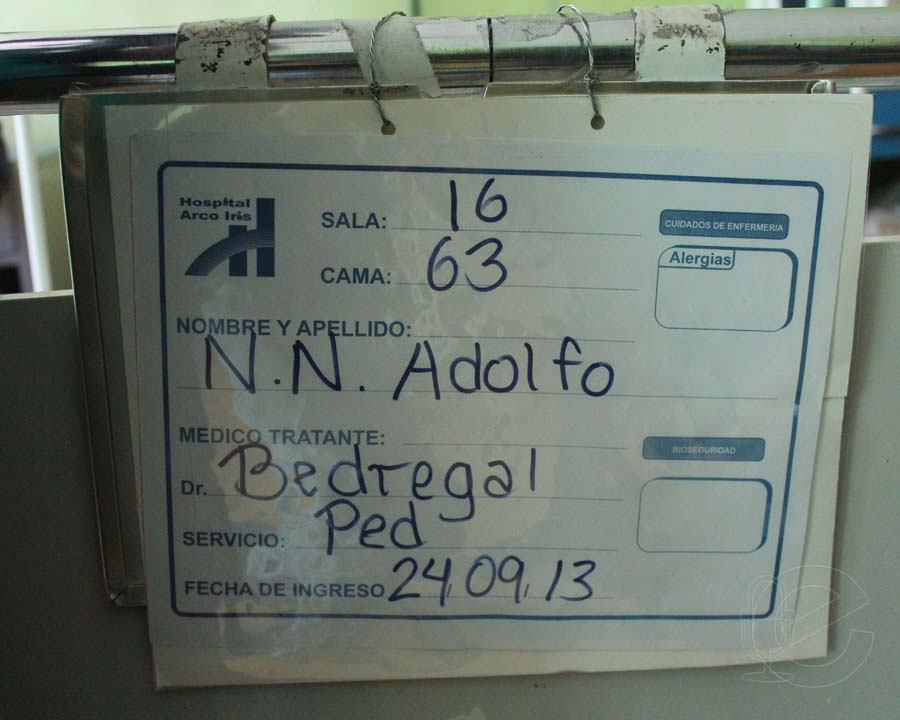 Hospital
Arco Iris
SALA: 16
CUIDADOS DE ENFERMERIA
CAMA: 63
Alergias
NOMBRE Y APELLIDO:
N.N. Adolfo
MEDICO TRATANTE:
BIOSEGURIDAD
Dr. Bedregal
SERVICIO: Ped
FECHA DE INGRESO 24,09,13